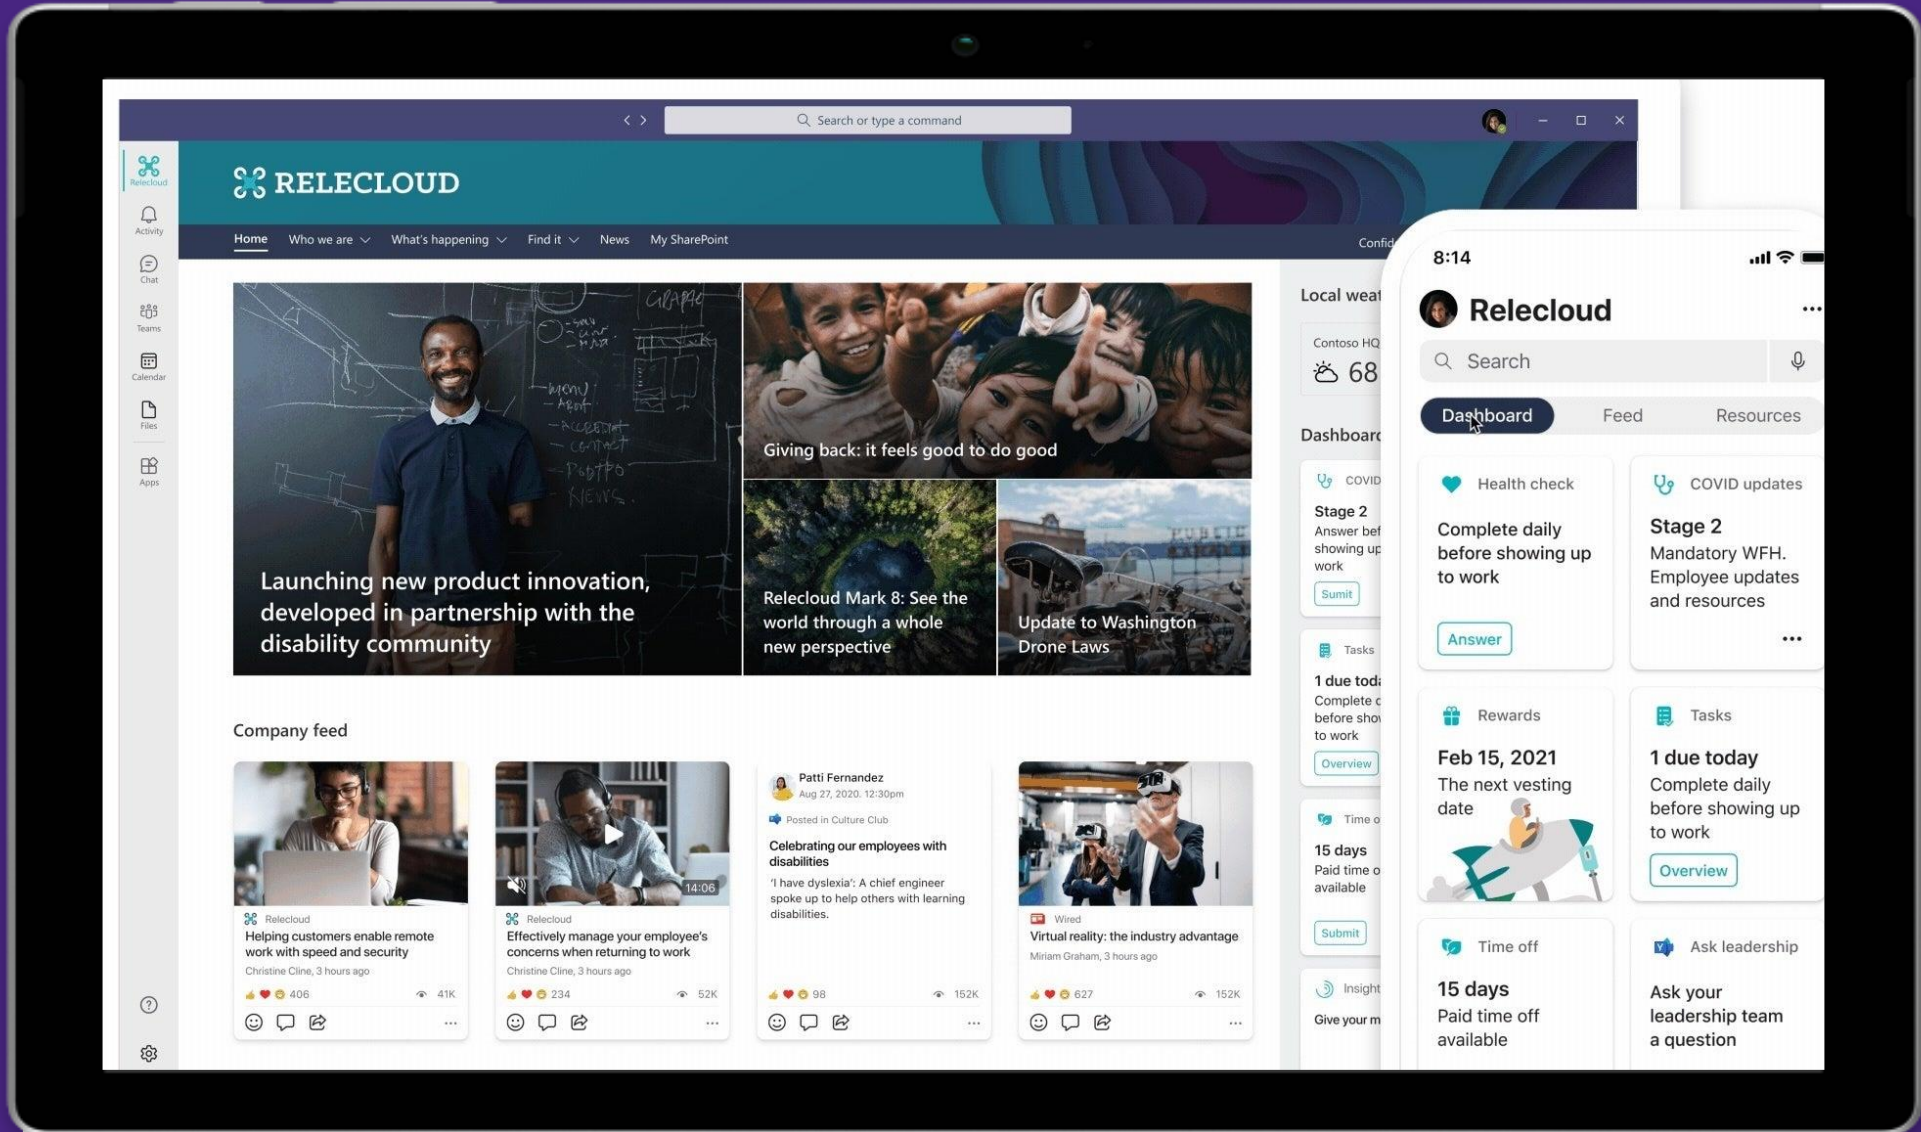 Search or type a command
Relecloud
Activity
Chat
Teams
Calendar
Files
Apps
RELECLOUD
Home
Who we are
What's happening
Find it
News
My SharePoint
Confid
GRAPHC
menu
Launching new product innovation,
developed in partnership with the
disability community
Giving back: it feels good to do good
Relecloud Mark 8: See the
world through a whole
new perspective
PUBLIC
MARKET
Update to Washington
Drone Laws
Company feed
Relecloud
Helping customers enable remote
work with speed and security
Christine Cline, 3 hours ago
406
41K
14:06
Relecloud
Effectively manage your employee's
concerns when returning to work
Christine Cline, 3 hours ago
234
52K
Patti Fernandez
Aug 27, 2020. 12:30pm
Posted in Culture Club
Celebrating our employees with
disabilities
'I have dyslexia': A chief engineer
spoke up to help others with learning
disabilities.
98
152K
Wired
Virtual reality: the industry advantage
Miriam Graham, 3 hours ago
627
152K
Local weat
Contoso HQ
68
Dashboard
COVID
Stage 2
Answer bef
showing up
work
Sumit
Tasks
1 due toda
Complete d
before show
to work
Overview
Time o
15 days
Paid time o
available
Submit
Insight
Give your m
8:14
Relecloud
Search
Dashboard
Feed
Resources
Health check
Complete daily
before showing up
to work
Answer
COVID updates
Stage 2
Mandatory WFH.
Employee updates
and resources
Rewards
Feb 15, 2021
The next vesting
date
Tasks
1 due today
Complete daily
before showing up
to work
Overview
Time off
15 days
Paid time off
available
Ask leadership
Ask your
leadership team
a question